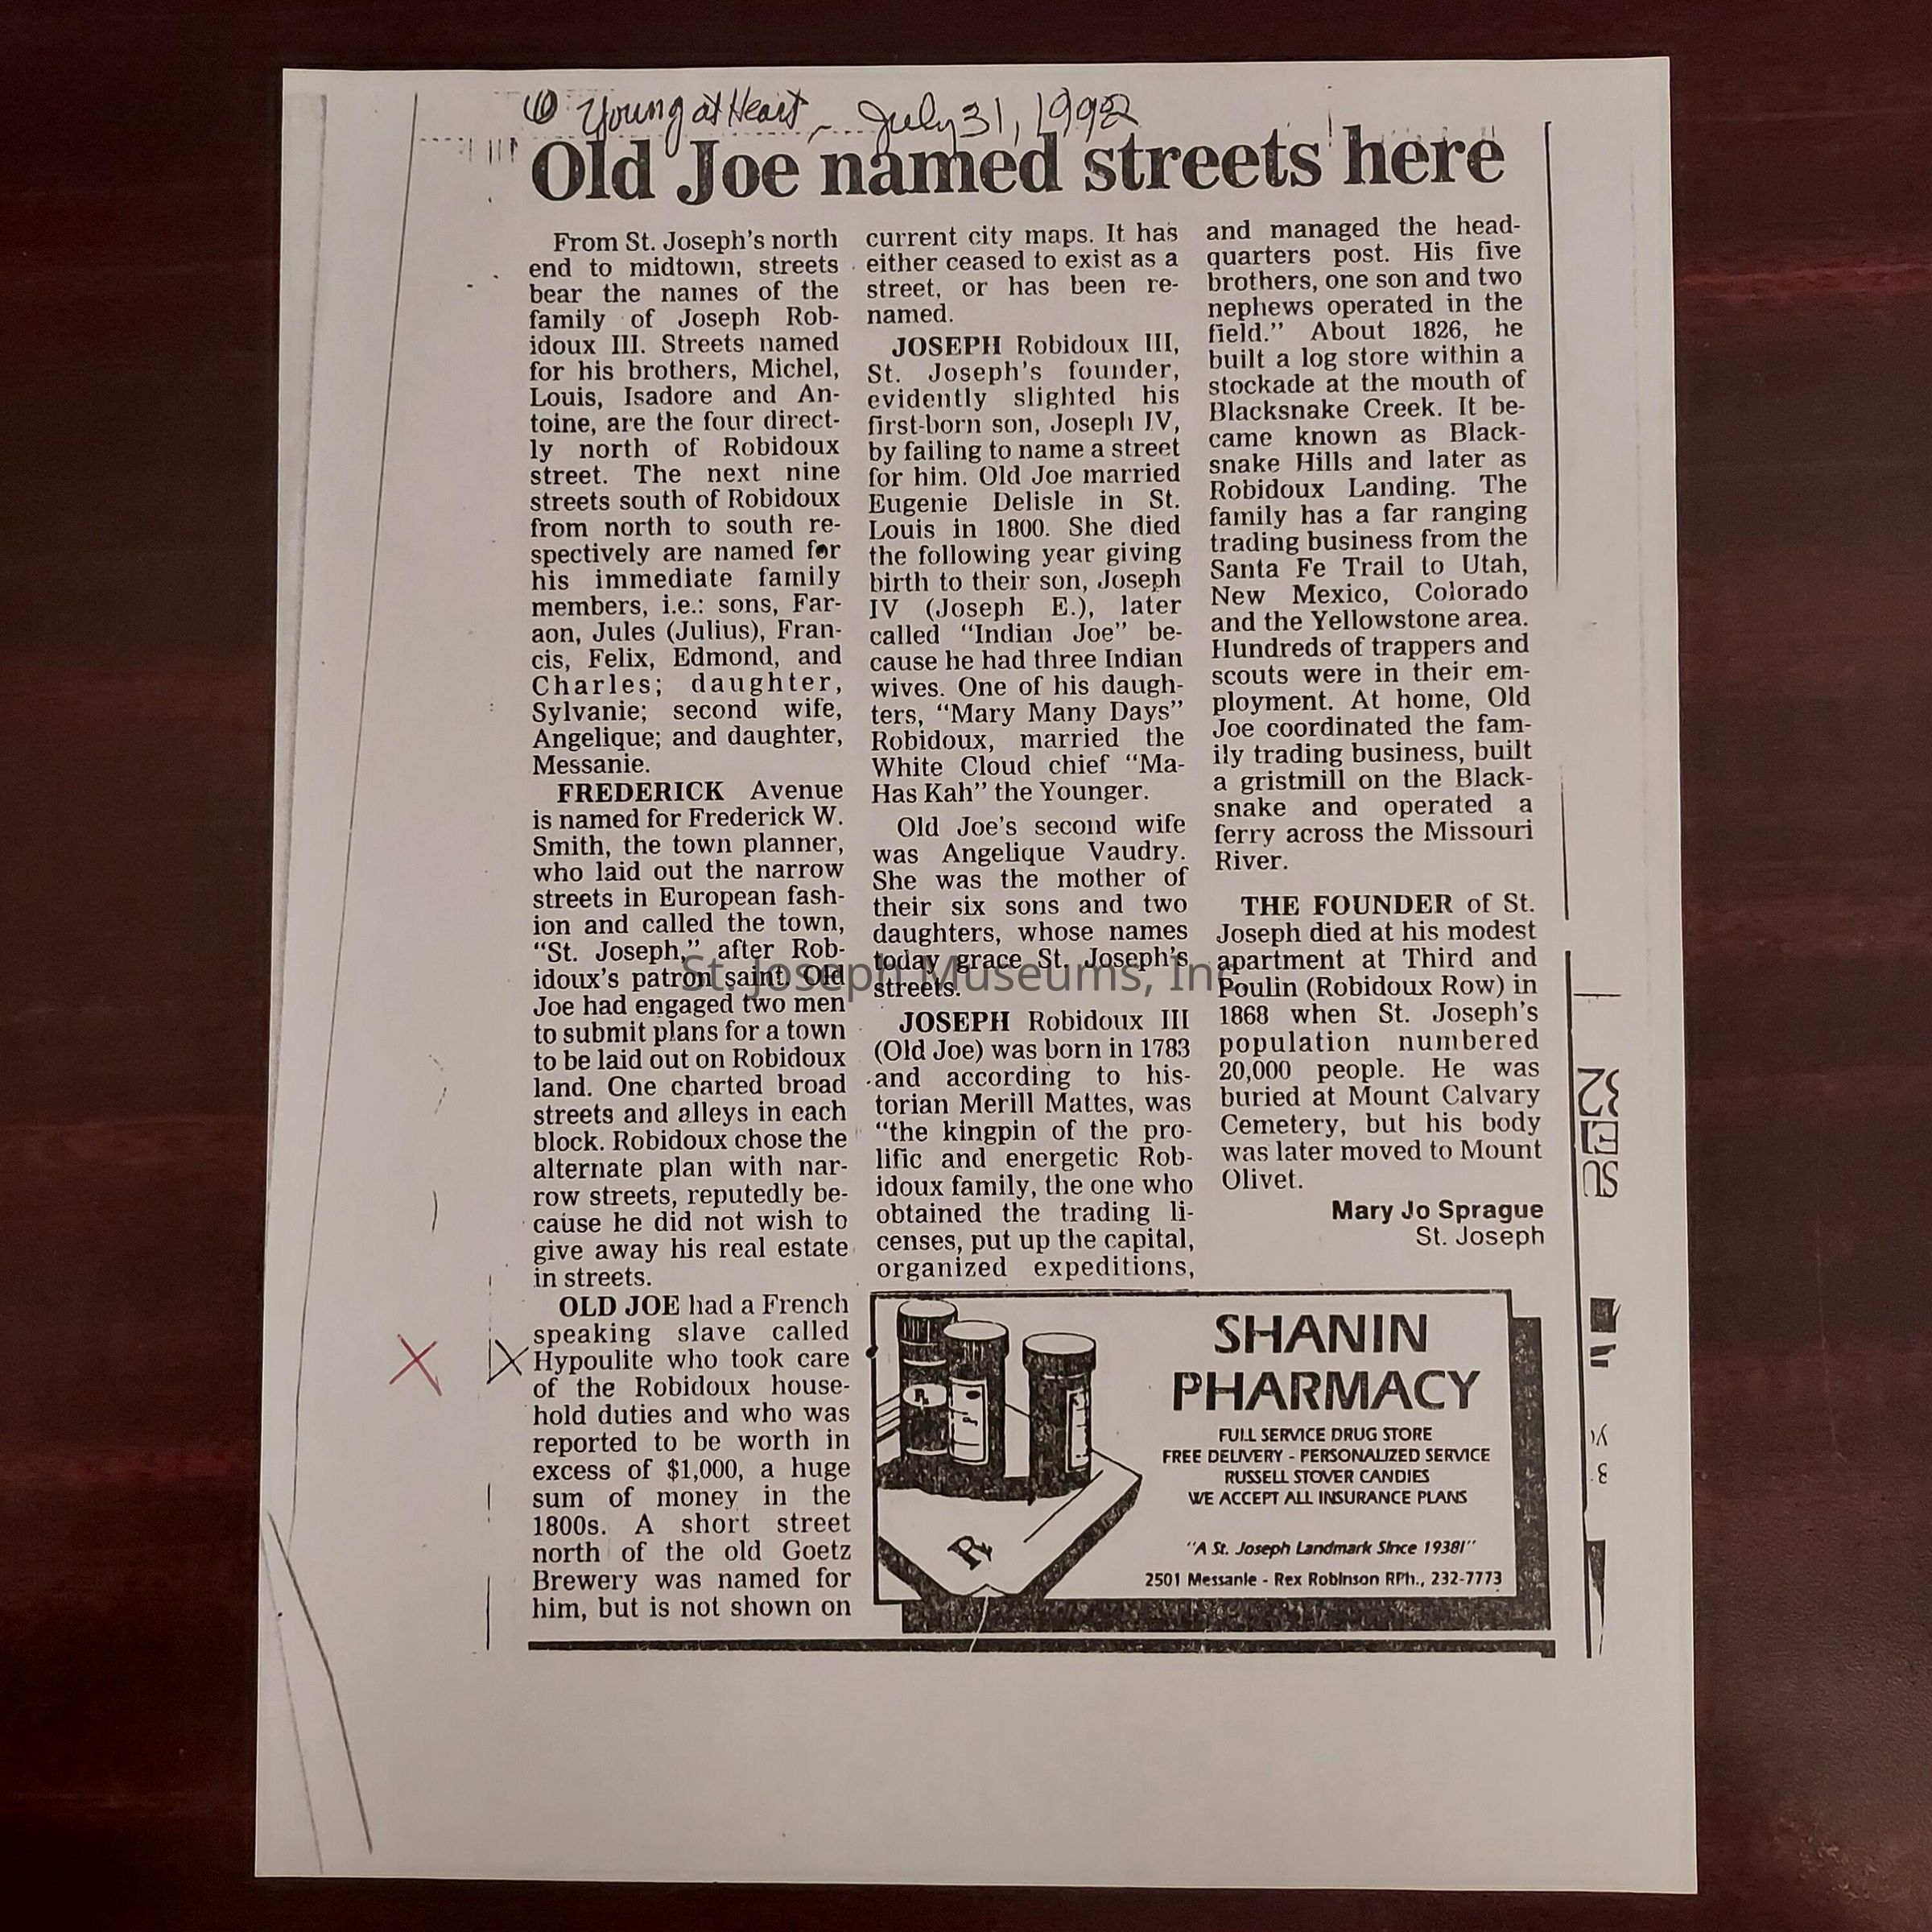 Young at Heart - July 31, 1992
Old Joe named streets here
From St. Joseph's north
end to midtown, streets
bear the names of the
family of Joseph Rob-
idoux III. Streets named
for his brothers, Michel,
Louis, Isadore and An-
toine, are the four direct-
ly north of Robidoux
street. The next nine
streets south of Robidoux
from north to south re-
spectively are named for
his immediate family
members, i.e.: sons, Far-
aon, Jules (Julius), Fran-
cis, Felix, Edmond, and
Charles; daughter,
Sylvanie; second wife,
Angelique; and daughter,
Messanie.
FREDERICK Avenue
is named for Frederick W.
Smith, the town planner,
who laid out the narrow
streets in European fash-
ion and called the town,
"St. Joseph," after Rob-
idoux's patron saint. Old
Joe had engaged two men
to submit plans for a town
to be laid out on Robidoux
land. One charted broad
streets and alleys in each
block. Robidoux chose the
alternate plan with nar-
row streets, reputedly be-
cause he did not wish to
give away his real estate
in streets.
OLD JOE had a French
speaking slave called
Hypoulite who took care
of the Robidoux house-
hold duties and who was
reported to be worth in
excess of $1,000, a huge
sum of money in the
1800s. A short street
north of the old Goetz
Brewery was named for
him, but is not shown on
current city maps. It has
either ceased to exist as a
street, or has been re-
named.
JOSEPH Robidoux III,
St. Joseph's founder,
evidently slighted his
first-born son, Joseph IV,
by failing to name a street
for him. Old Joe married
Eugenie Delisle in St.
Louis in 1800. She died
the following year giving
birth to their son, Joseph
IV (Joseph E.), later
called "Indian Joe" be-
cause he had three Indian
wives. One of his daugh-
ters, "Mary Many Days"
Robidoux, married the
White Cloud chief "Ma-
Has Kah" the Younger.
Old Joe's second wife
was Angelique Vaudry.
She was the mother of
their six sons and two
daughters, whose names
today grace St. Joseph's
streets.
JOSEPH Robidoux III
(Old Joe) was born in 1783
and according to his-
torian Merill Mattes, was
"the kingpin of the pro-
lific and energetic Rob-
idoux family, the one who
obtained the trading li-
censes, put up the capital,
organized expeditions,
and managed the head-
quarters post. His five
brothers, one son and two
nephews operated in the
field." About 1826, he
built a log store within a
stockade at the mouth of
Blacksnake Creek. It be-
came known as Black-
snake Hills and later as
Robidoux Landing. The
family has a far ranging
trading business from the
Santa Fe Trail to Utah,
New Mexico, Colorado
and the Yellowstone area.
Hundreds of trappers and
scouts were in their em-
ployment. At home, Old
Joe coordinated the fam-
ily trading business, built
a gristmill on the Black-
snake and operated a
ferry across the Missouri
River.
THE FOUNDER of St.
Joseph died at his modest
apartment at Third and
Poulin (Robidoux Row) in
1868 when St. Joseph's
population numbered
20,000 people. He was
buried at Mount Calvary
Cemetery, but his body
was later moved to Mount
Olivet.
Mary Jo Sprague
St. Joseph
St. Joseph Museums, Inc.
SHANIN
PHARMACY
FULL SERVICE DRUG STORE
FREE DELIVERY - PERSONALIZED SERVICE
RUSSELL STOVER CANDIES
WE ACCEPT ALL INSURANCE PLANS
"A St. Joseph Landmark Since 1938!"
2501 Messanie - Rex Robinson RPh., 232-7773